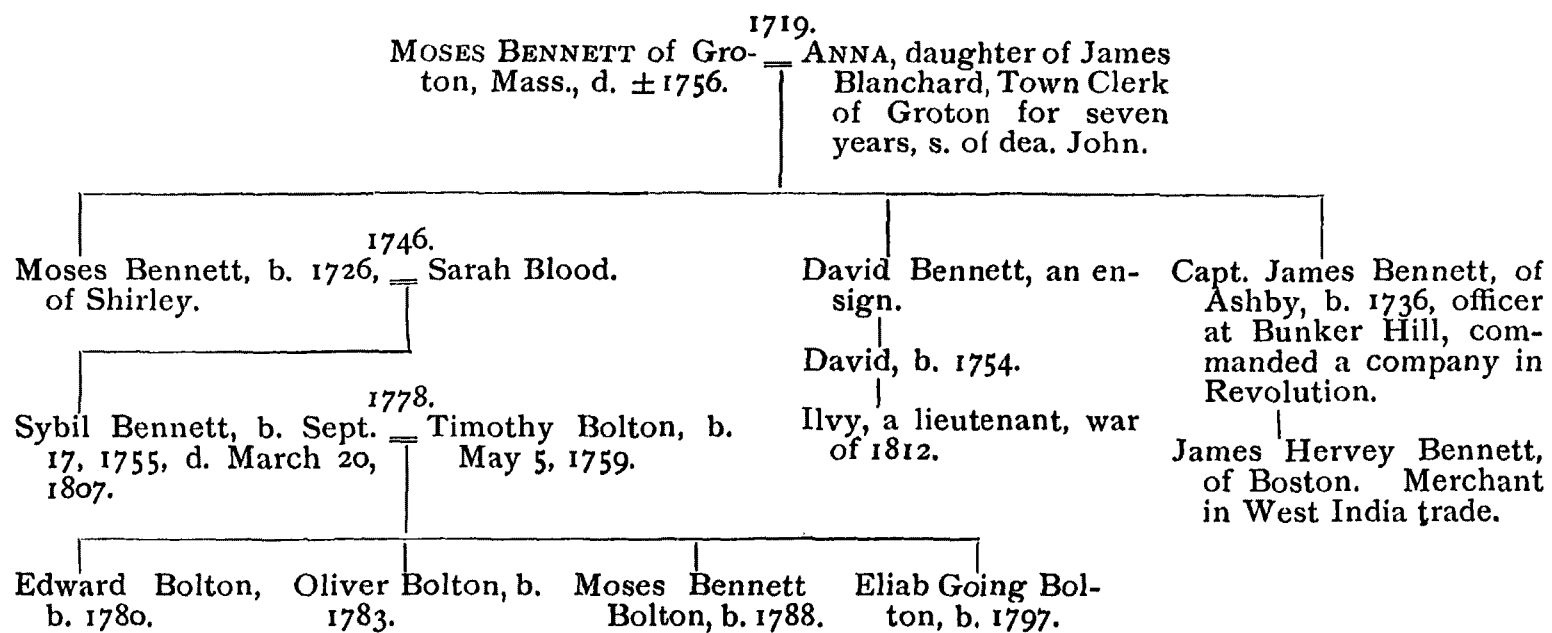 1719.
MOSES BENNETT of Gro-
ton, Mass., d. ± 1756.
=
ANNA, daughter of James
Blanchard, Town Clerk
of Groton for seven
years, s. of dea. John.
Moses Bennett, b. 1726,
of Shirley.
1746.
=
Sarah Blood.
David Bennett, an en-
sign.
David, b. 1754.
Ilvy, a lieutenant, war
of 1812.
Capt. James Bennett, of
Ashby, b. 1736, officer
at Bunker Hill, com-
manded a company in
Revolution.
James Hervey Bennett,
of Boston. Merchant
in West India trade.
Sybil Bennett, b. Sept.
17, 1755, d. March 20,
1807.
1778.
=
Timothy Bolton, b.
May 5, 1759.
Edward Bolton,
b. 1780.
Oliver Bolton, b.
1783.
Moses Bennett
Bolton, b. 1788.
Eliab Going Bol-
ton, b. 1797.